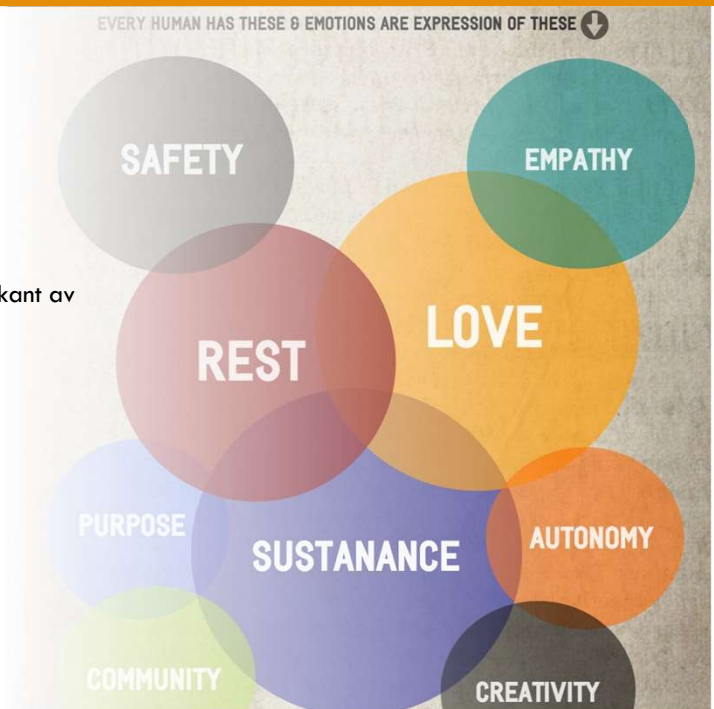 EVERY HUMAN HAS THESE & EMOTIONS ARE EXPRESSION OF THESE
SAFETY
EMPATHY
kant av
LOVE
REST
PURPOSE
AUTONOMY
SUSTANANCE
COMMUNITY
CREATIVITY